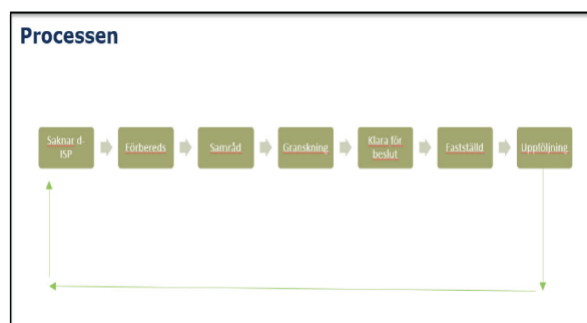 Processen
Saknar d-
ISP
Förbereds
Samråd
Granskning
Klara för
beslut
Fastställd
Uppföljning